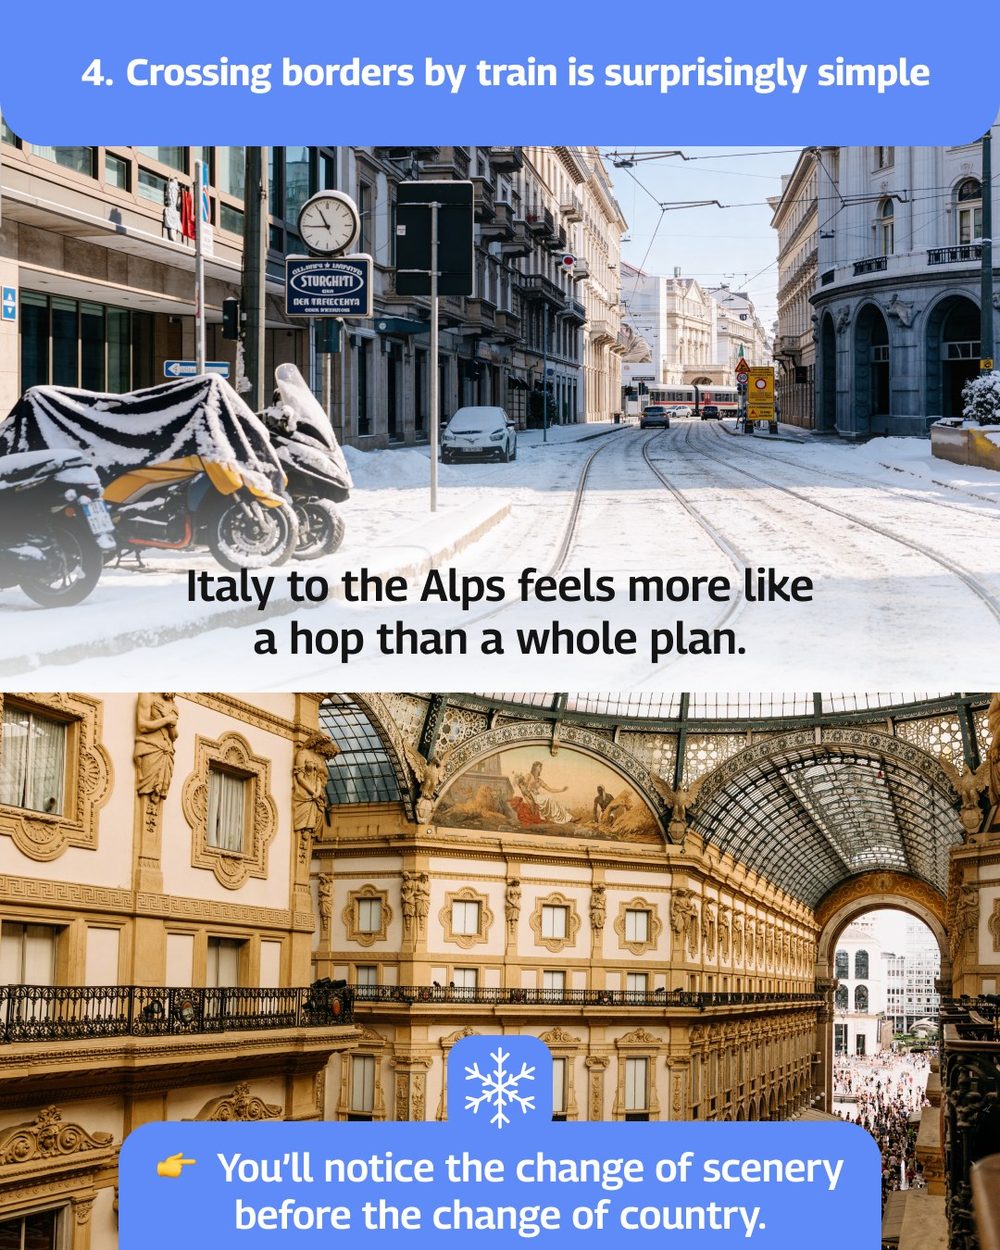 4. Crossing borders by train is surprisingly simple
STURGHITI
Italy to the Alps feels more like
a hop than a whole plan.
👉 You'll notice the change of scenery
before the change of country.